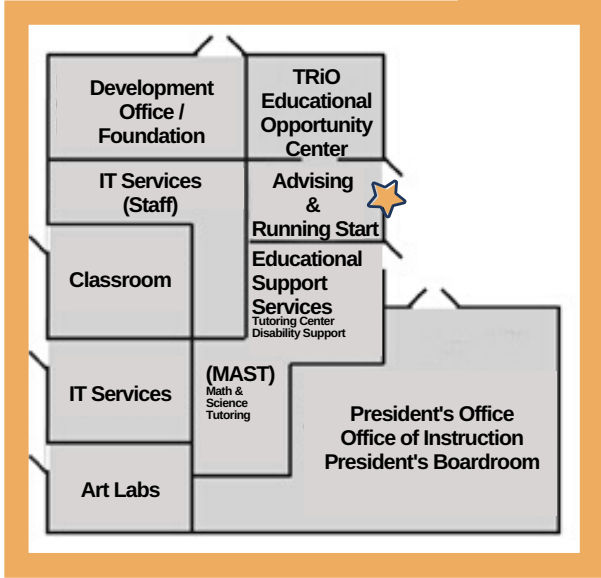 Development
Office /
Foundation
TRiO
Educational
Opportunity
Center
IT Services
(Staff)
Advising
&
Running Start
Classroom
Educational
Support
Services
Tutoring Center
Disability Support
IT Services
(MAST)
Math &
Science
Tutoring
President's Office
Office of Instruction
President's Boardroom
Art Labs